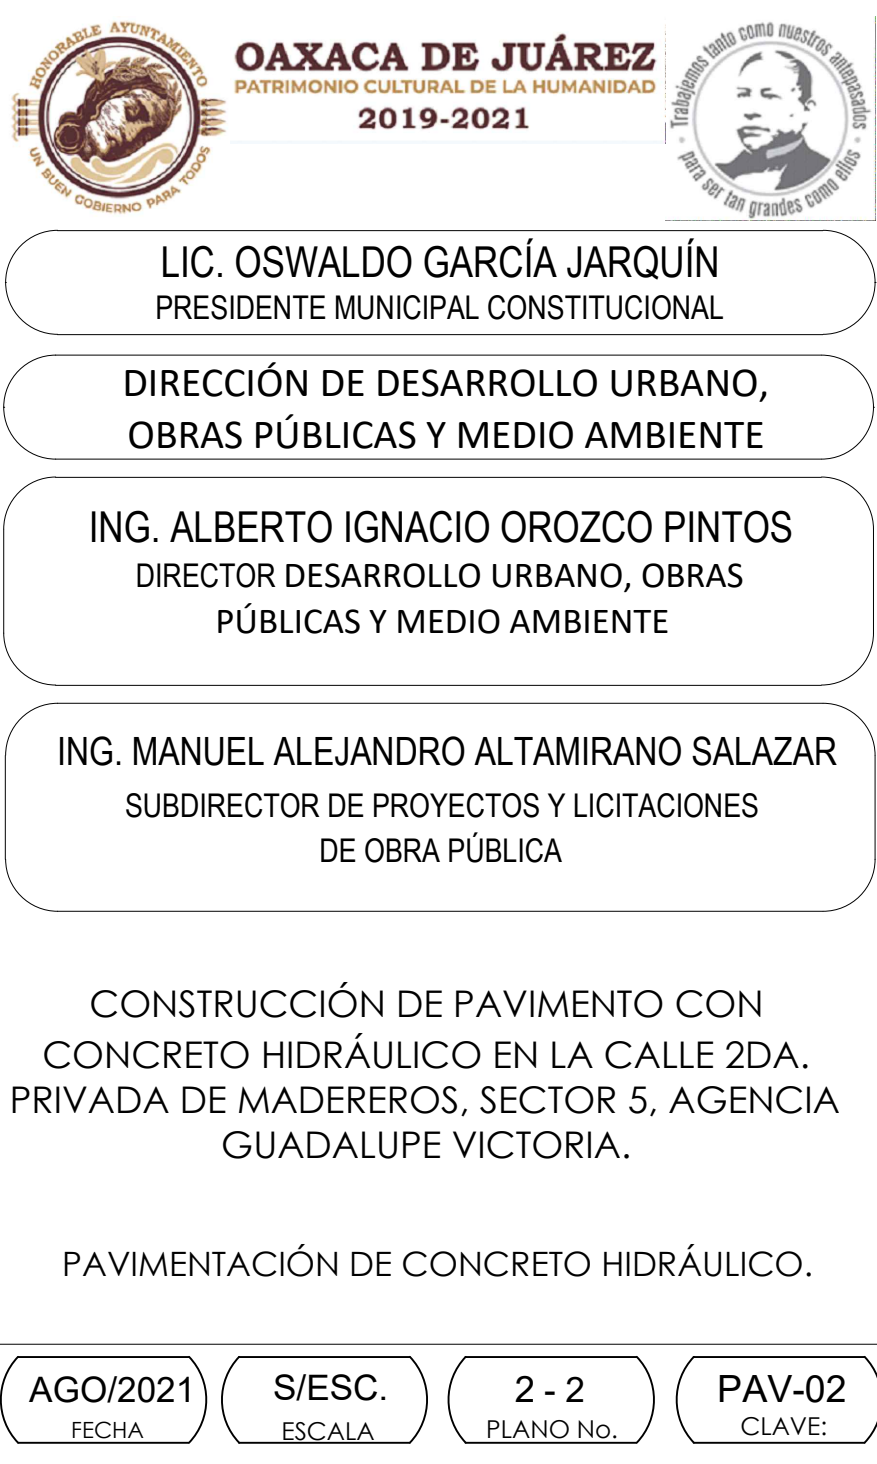 HONORABLE AYUNTAMIENTO
UN BUEN GOBIERNO PARA TODOS
OAXACA DE JUÁREZ
PATRIMONIO CULTURAL DE LA HUMANIDAD
2019-2021
Trabajemos tanto como nuestros antepasados
para ser tan grandes como ellos
LIC. OSWALDO GARCÍA JARQUÍN
PRESIDENTE MUNICIPAL CONSTITUCIONAL
DIRECCIÓN DE DESARROLLO URBANO,
OBRAS PÚBLICAS Y MEDIO AMBIENTE
ING. ALBERTO IGNACIO OROZCO PINTOS
DIRECTOR DESARROLLO URBANO, OBRAS
PÚBLICAS Y MEDIO AMBIENTE
ING. MANUEL ALEJANDRO ALTAMIRANO SALAZAR
SUBDIRECTOR DE PROYECTOS Y LICITACIONES
DE OBRA PÚBLICA
CONSTRUCCIÓN DE PAVIMENTO CON
CONCRETO HIDRÁULICO EN LA CALLE 2DA.
PRIVADA DE MADEREROS, SECTOR 5, AGENCIA
GUADALUPE VICTORIA.
PAVIMENTACIÓN DE CONCRETO HIDRÁULICO.
AGO/2021
FECHA
S/ESC.
ESCALA
2 - 2
PLANO No.
PAV-02
CLAVE: